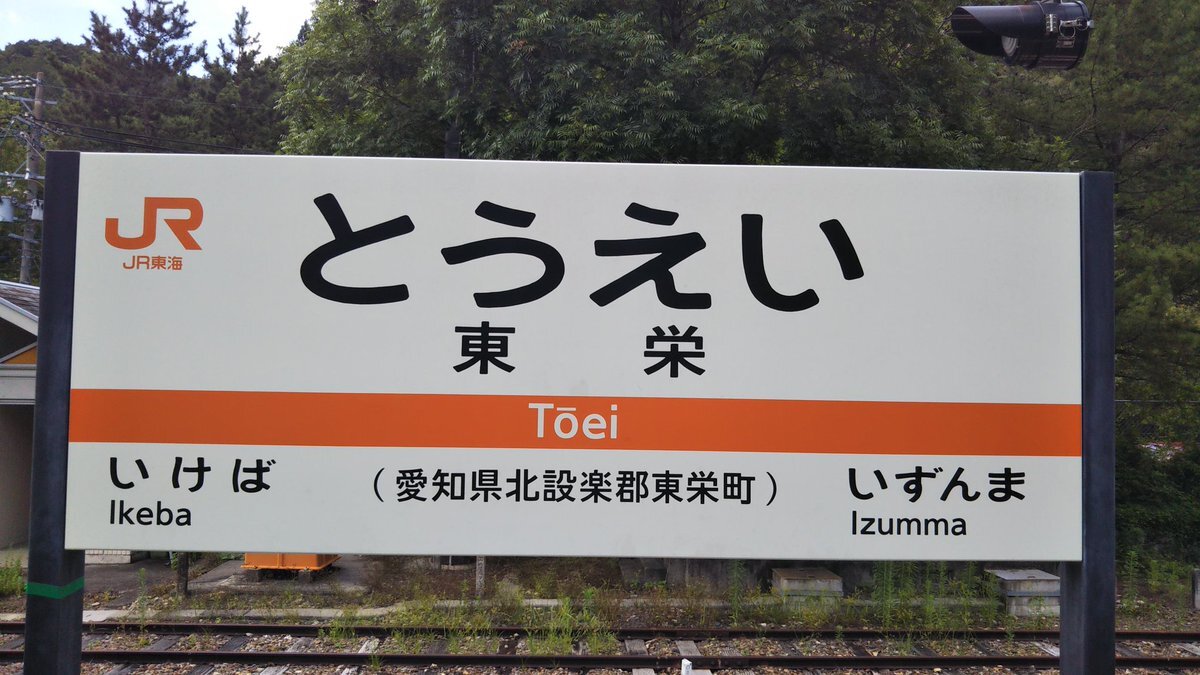 JR
JR東海
とうえい
東栄
Tōei
いけば
Ikeba
(愛知県北設楽郡東栄町)
いずんま
Izumma